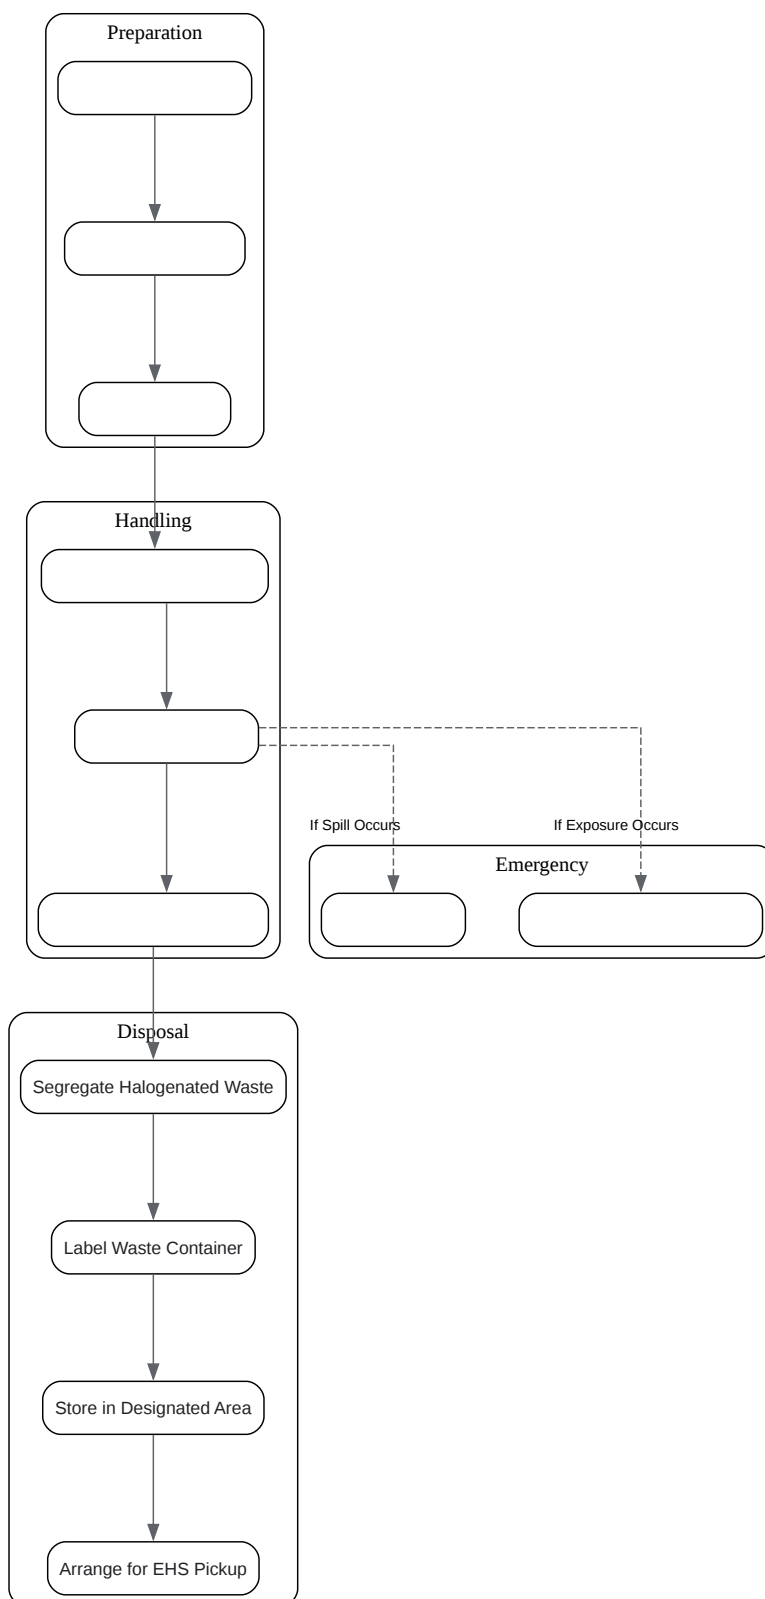 Preparation
Handling
If Spill Occurs
If Exposure Occurs
Emergency
Disposal
Segregate Halogenated Waste
Label Waste Container
Store in Designated Area
Arrange for EHS Pickup